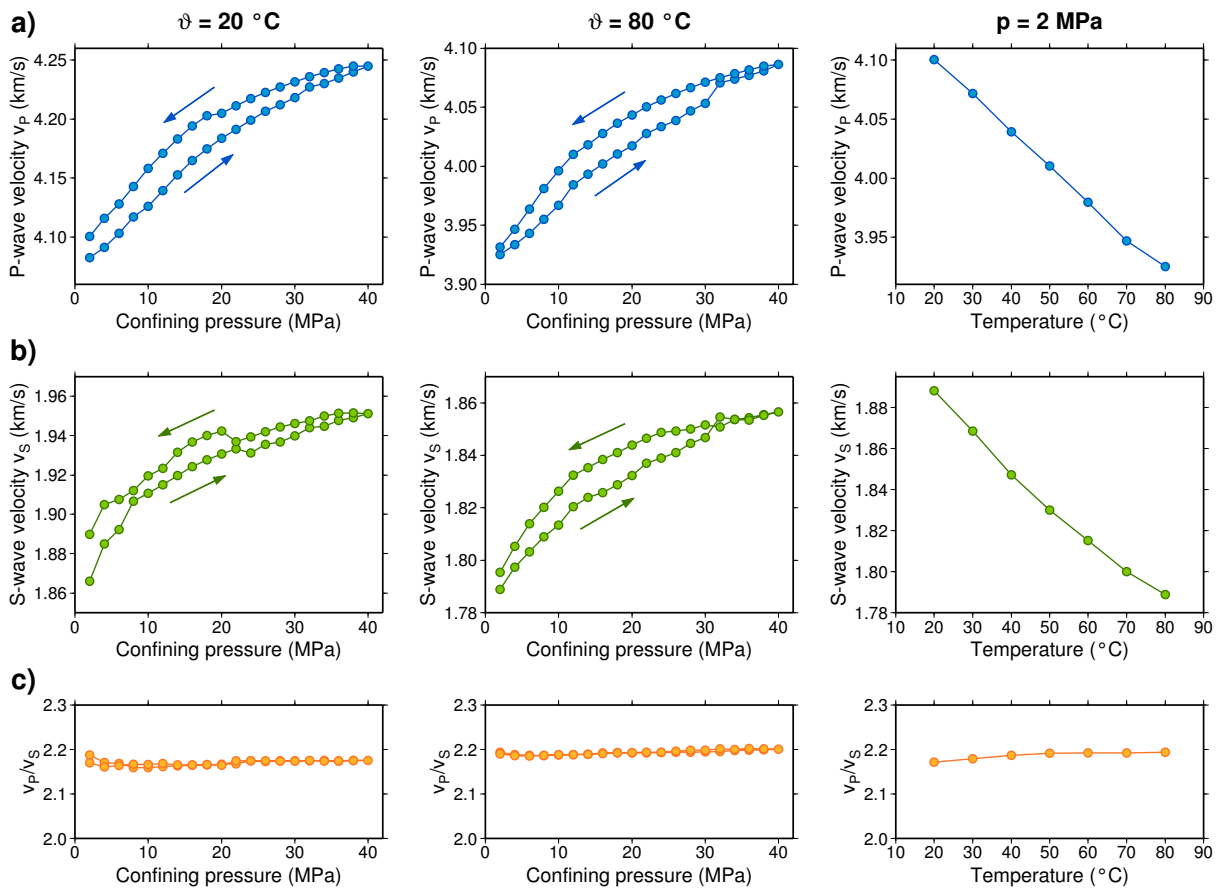 a)
ϑ = 20 °C
ϑ = 80 °C
p = 2 MPa
P-wave velocity vP (km/s)
4.25
4.20
4.15
4.10
0 10 20 30 40
Confining pressure (MPa)
P-wave velocity vP (km/s)
4.10
4.05
4.00
3.95
3.90
0 10 20 30 40
Confining pressure (MPa)
P-wave velocity vP (km/s)
4.10
4.05
4.00
3.95
10 20 30 40 50 60 70 80 90
Temperature (°C)
b)
S-wave velocity vS (km/s)
1.96
1.94
1.92
1.90
1.88
1.86
0 10 20 30 40
Confining pressure (MPa)
S-wave velocity vS (km/s)
1.86
1.84
1.82
1.80
1.78
0 10 20 30 40
Confining pressure (MPa)
S-wave velocity vS (km/s)
1.88
1.86
1.84
1.82
1.80
1.78
10 20 30 40 50 60 70 80 90
Temperature (°C)
c)
vP/vS
2.3
2.2
2.1
2.0
0 10 20 30 40
Confining pressure (MPa)
vP/vS
2.3
2.2
2.1
2.0
0 10 20 30 40
Confining pressure (MPa)
vP/vS
2.3
2.2
2.1
2.0
10 20 30 40 50 60 70 80 90
Temperature (°C)